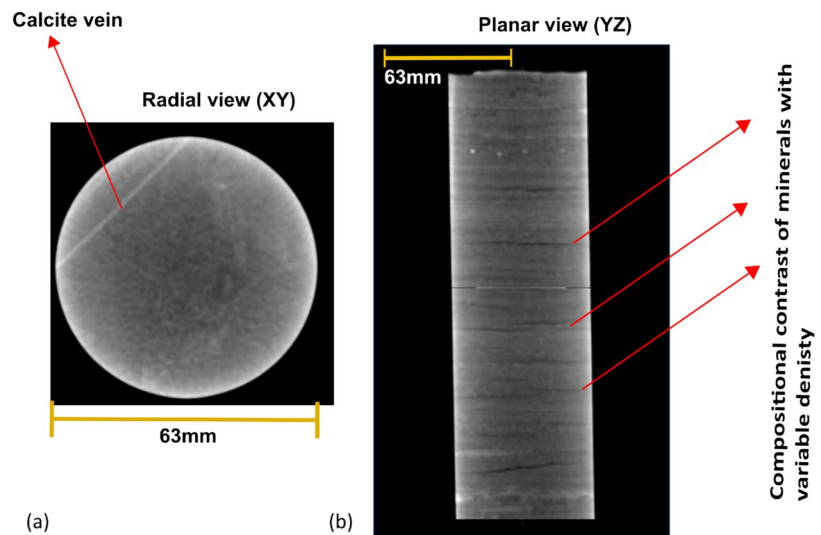 Calcite vein
Radial view (XY)
63mm
(a)
Planar view (YZ)
63mm
(b)
Compositional contrast of minerals with
variable denisty